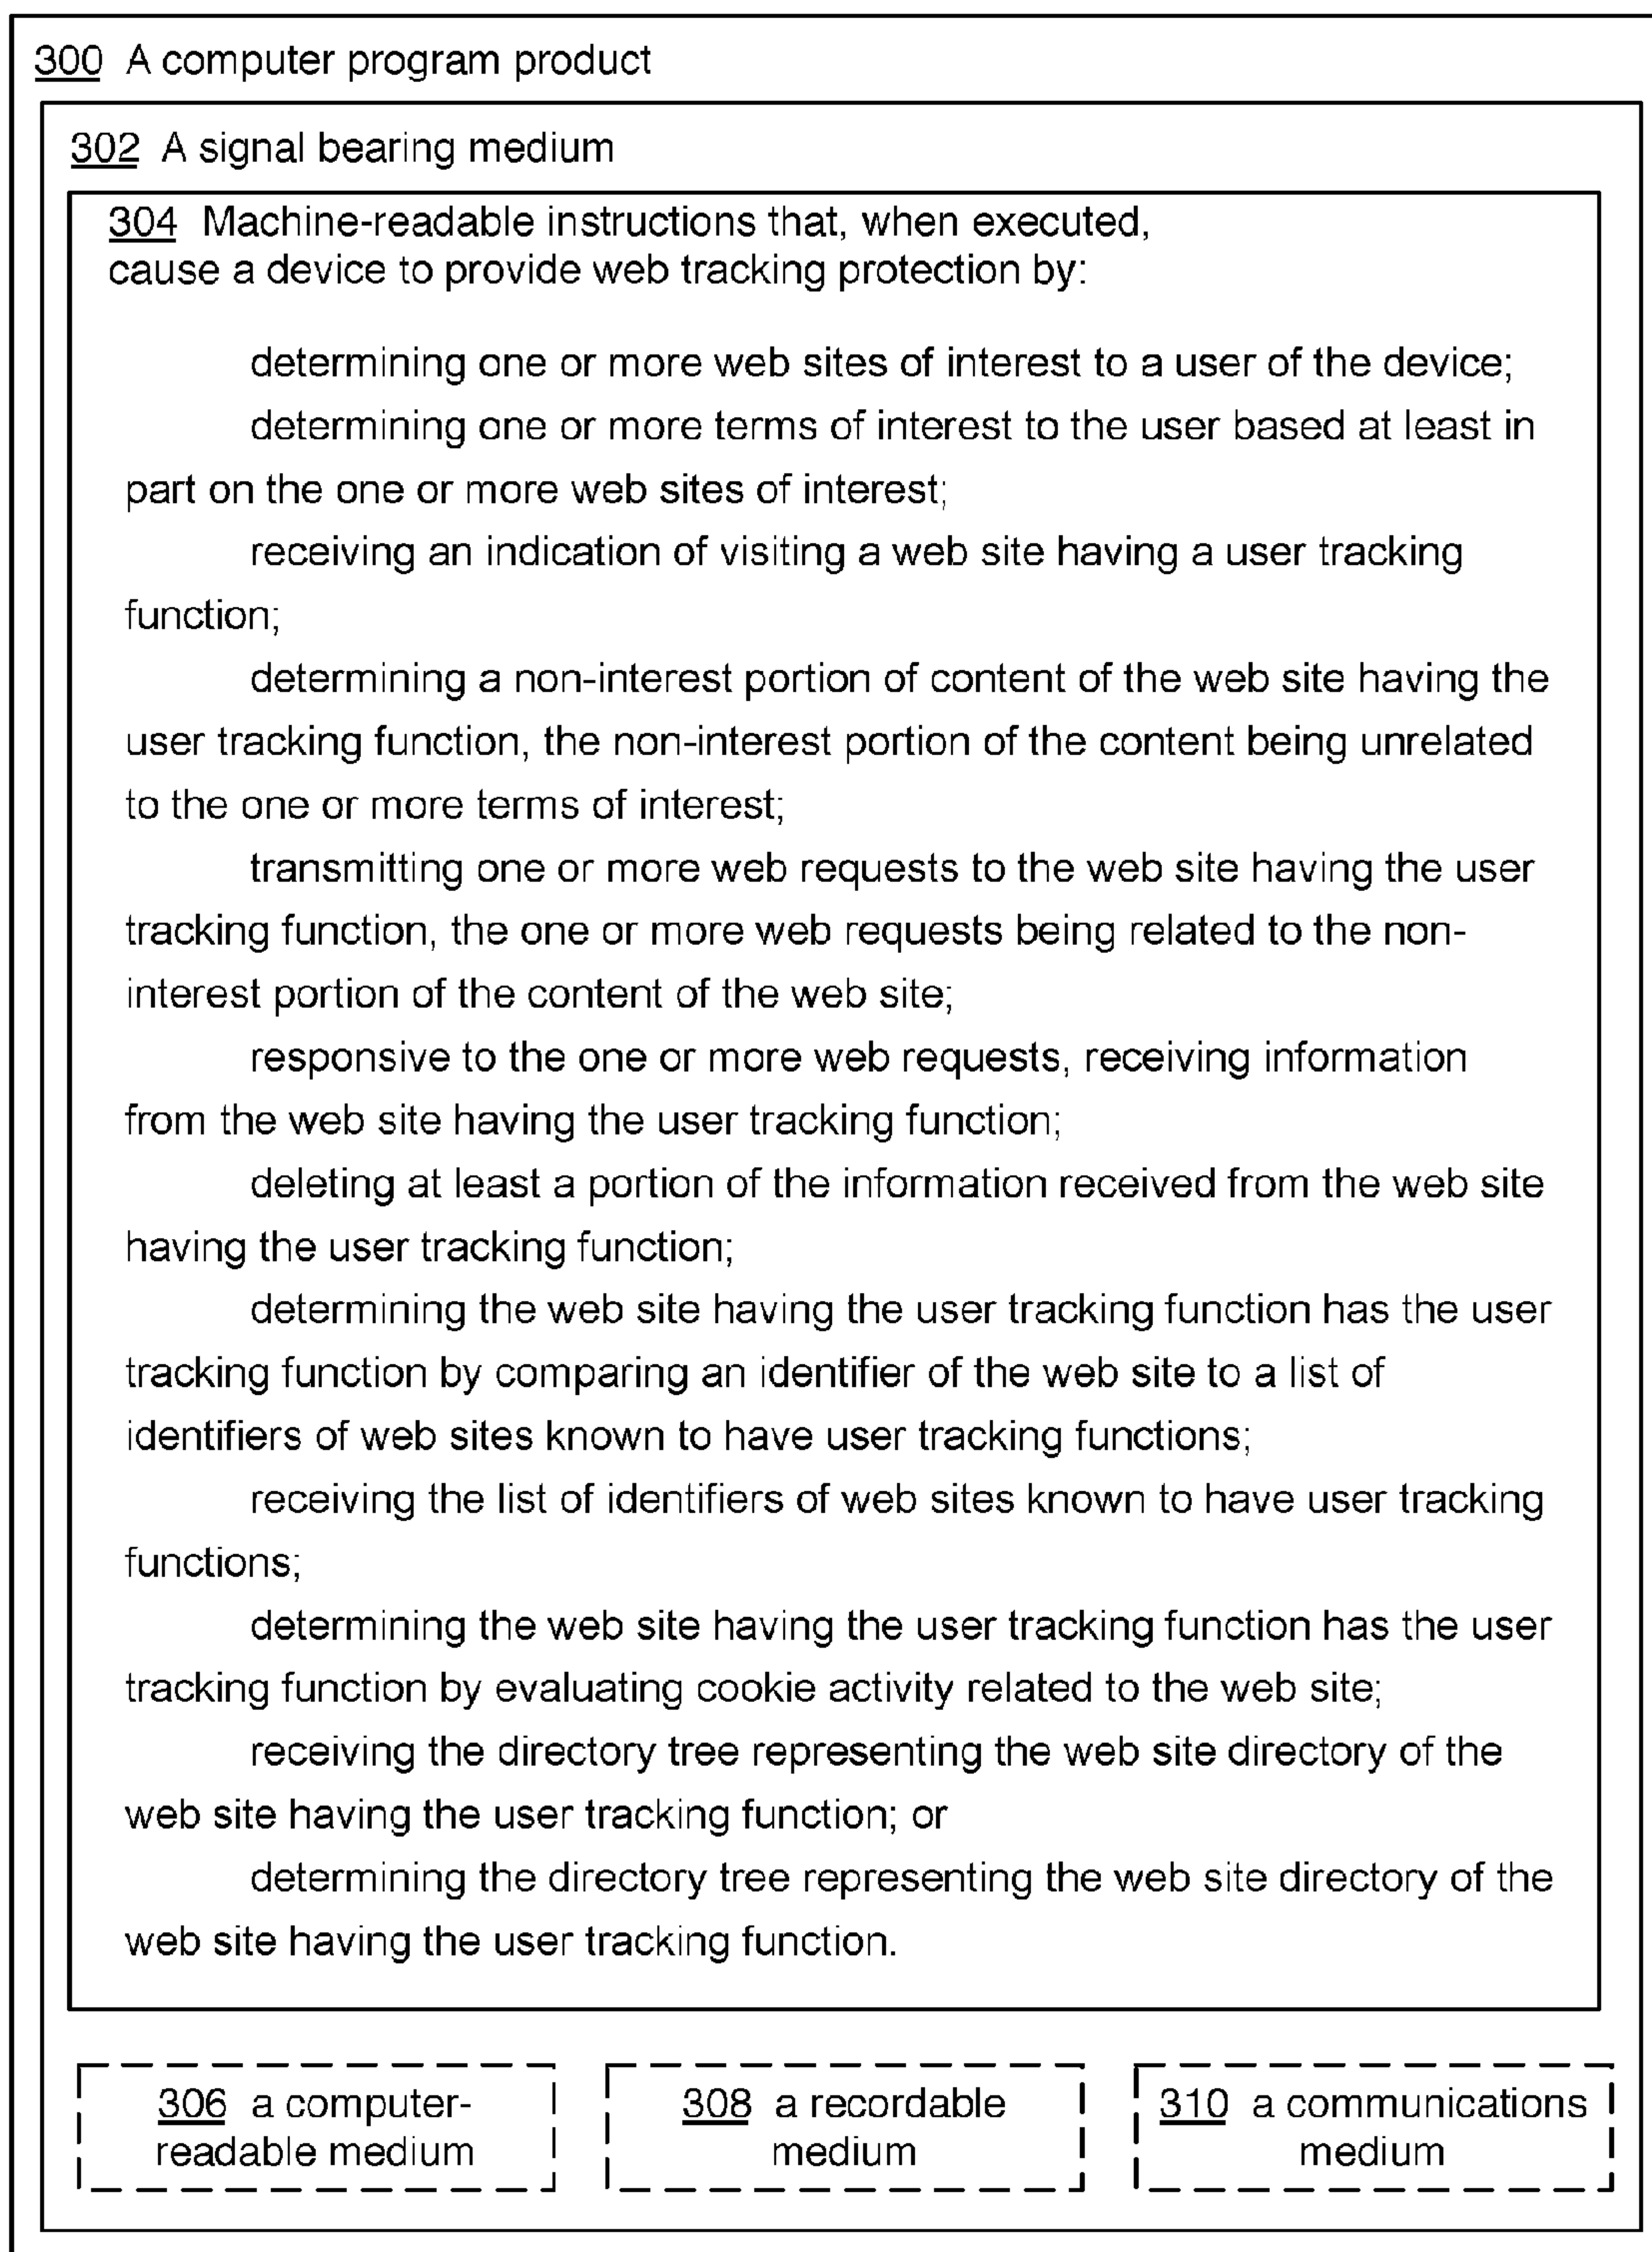 300 A computer program product
302 A signal bearing medium
304 Machine-readable instructions that, when executed,
cause a device to provide web tracking protection by:
determining one or more web sites of interest to a user of the device;
determining one or more terms of interest to the user based at least in
part on the one or more web sites of interest;
receiving an indication of visiting a web site having a user tracking
function;
determining a non-interest portion of content of the web site having the
user tracking function, the non-interest portion of the content being unrelated
to the one or more terms of interest;
transmitting one or more web requests to the web site having the user
tracking function, the one or more web requests being related to the non-
interest portion of the content of the web site;
responsive to the one or more web requests, receiving information
from the web site having the user tracking function;
deleting at least a portion of the information received from the web site
having the user tracking function;
determining the web site having the user tracking function has the user
tracking function by comparing an identifier of the web site to a list of
identifiers of web sites known to have user tracking functions;
receiving the list of identifiers of web sites known to have user tracking
functions;
determining the web site having the user tracking function has the user
tracking function by evaluating cookie activity related to the web site;
receiving the directory tree representing the web site directory of the
web site having the user tracking function; or
determining the directory tree representing the web site directory of the
web site having the user tracking function.
306 a computer-
readable medium
308 a recordable
medium
310 a communications
medium